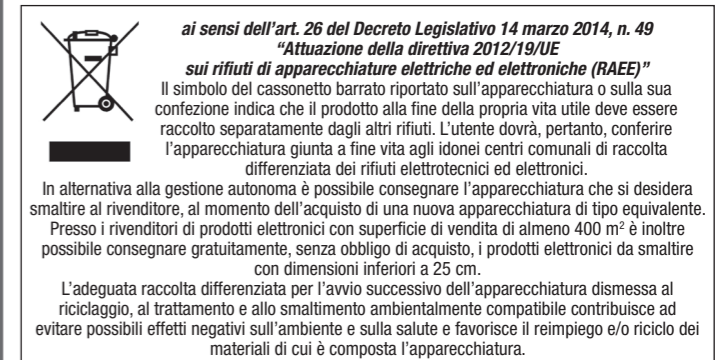 ai sensi dell’art. 26 del Decreto Legislativo 14 marzo 2014, n. 49
“Attuazione della direttiva 2012/19/UE
sui rifiuti di apparecchiature elettriche ed elettroniche (RAEE)”
Il simbolo del cassonetto barrato riportato sull’apparecchiatura o sulla sua
confezione indica che il prodotto alla fine della propria vita utile deve essere
raccolto separatamente dagli altri rifiuti. L’utente dovrà, pertanto, conferire
l’apparecchiatura giunta a fine vita agli idonei centri comunali di raccolta
differenziata dei rifiuti elettrotecnici ed elettronici.
In alternativa alla gestione autonoma è possibile consegnare l’apparecchiatura che si desidera
smaltire al rivenditore, al momento dell’acquisto di una nuova apparecchiatura di tipo equivalente.
Presso i rivenditori di prodotti elettronici con superficie di vendita di almeno 400 m² è inoltre
possibile consegnare gratuitamente, senza obbligo di acquisto, i prodotti elettronici da smaltire
con dimensioni inferiori a 25 cm.
L’adeguata raccolta differenziata per l’avvio successivo dell’apparecchiatura dismessa al
riciclaggio, al trattamento e allo smaltimento ambientalmente compatibile contribuisce ad
evitare possibili effetti negativi sull’ambiente e sulla salute e favorisce il reimpiego e/o riciclo dei
materiali di cui è composta l’apparecchiatura.